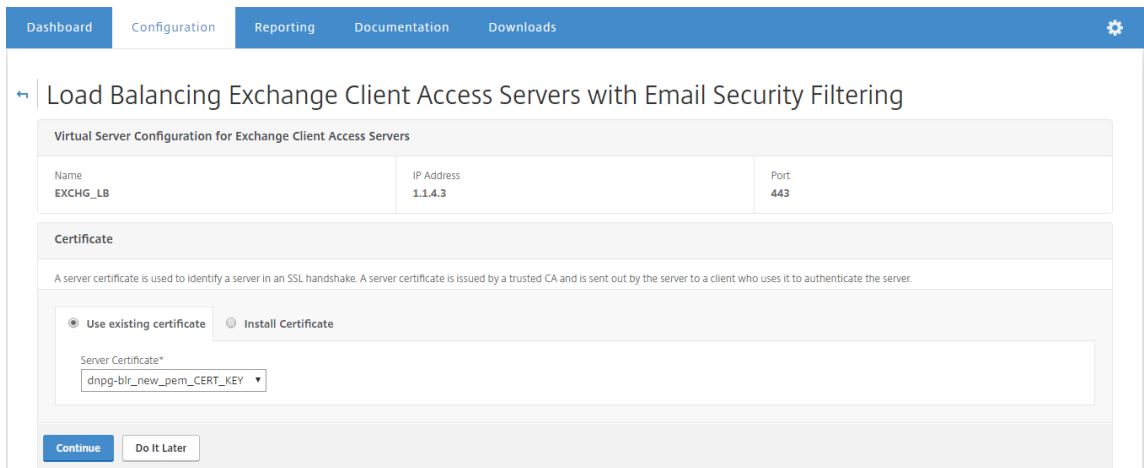 Dashboard Configuration Reporting Documentation Downloads
Load Balancing Exchange Client Access Servers with Email Security Filtering
Virtual Server Configuration for Exchange Client Access Servers
Name IP Address Port
EXCHG_LB 1.1.4.3 443
Certificate
A server certificate is used to identify a server in an SSL handshake. A server certificate is issued by a trusted CA and is sent out by the server to a client who uses it to authenticate the server.
Use existing certificate Install Certificate
Server Certificate*
dnpg-blr_new_pem_CERT_KEY
Continue Do It Later